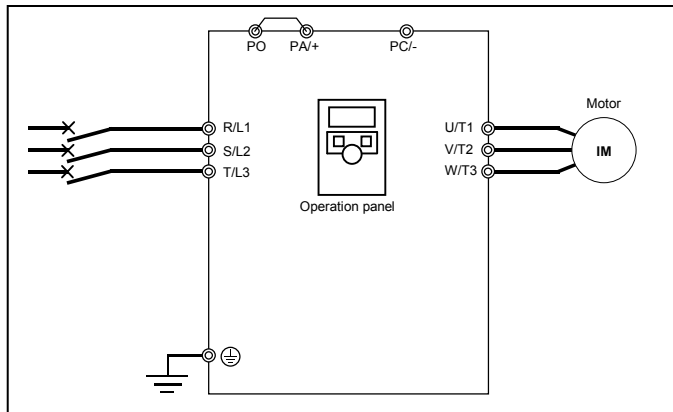 PO PA/+ PC/-
R/L1
S/L2
T/L3
Operation panel
U/T1
V/T2
W/T3
Motor
IM